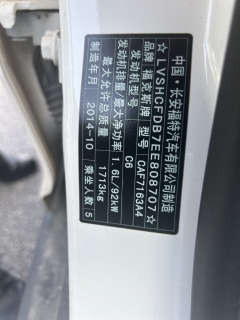 中国·长安福特汽车有限公司制造
☆LVSHCFDB7EE808707☆
品牌 福克斯牌 型号 CAF7163A4
发动机型号 C6
发动机排量/最大净功率 1.6L/92kW
最大允许总质量 1713kg
制造年月 2014-10 乘坐人数 5